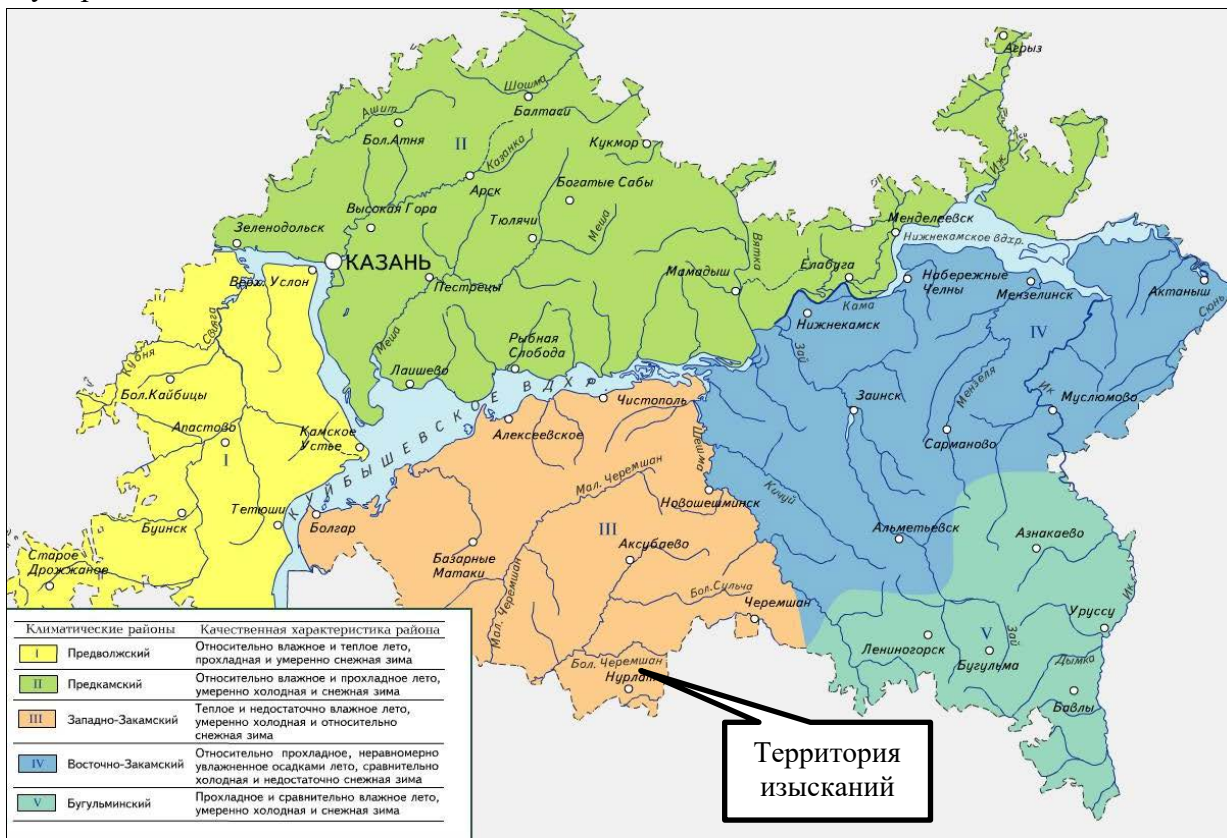 Агрыз
Шошма
Балтаси
Ашит
Бол.Атня
II
Кукмор
Казанка
Иж
Арск
Богатые Сабы
Высокая Гора
Тюлячи
Меша
Менделеевск
Зеленодольск
Вятка
Нижнекамское вдхр.
КАЗАНЬ
Елабуга
Верх. Услон
Пестрецы
Мамадыш
Набережные
Челны
Мензелинск
Актаныш
Сюнь
Свияга
Кама
Нижнекамск
IV
Кубня
Меша
Рыбная
Слобода
Зай
Бол.Кайбицы
Лаишево
КУЙБЫШЕВСКОЕ ВДХР.
Чистополь
Заинск
Мензеля
Ик
Муслюмово
Апастово
Камское
Устье
Алексеевское
Шешма
Сарманово
I
Мал. Черемшан
Кичуй
Тетюши
Новошешминск
Буинск
Болгар
III
Альметьевск
Азнакаево
Старое
Дрожжаное
Базарные
Матаки
Аксубаево
Ик
Мал. Черемшан
Бол.Сульча
Черемшан
Уруссу
Лениногорск
Зай
V
Бугульма
Дымка
Бол. Черемшан
Нурлат
Бавлы
Климатические районы Качественная характеристика района
I Предволжский Относительно влажное и теплое лето,
прохладная и умеренно снежная зима
II Предкамский Относительно влажное и прохладное лето,
умеренно холодная и снежная зима
III Западно-Закамский Теплое и недостаточно влажное лето,
умеренно холодная и относительно
снежная зима
IV Восточно-Закамский Относительно прохладное, неравномерно
увлажненное осадками лето, сравнительно
холодная и недостаточно снежная зима
V Бугульминский Прохладное и сравнительно влажное лето,
умеренно холодная и снежная зима
Территория
изысканий